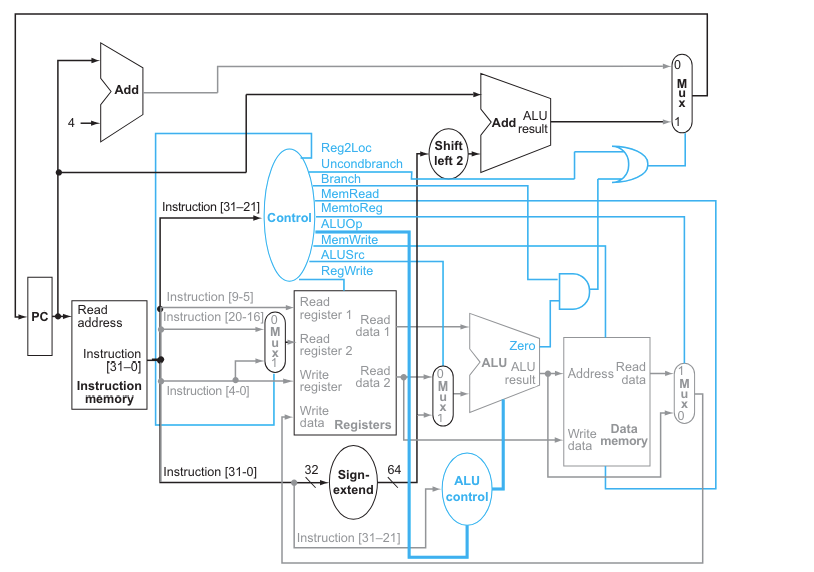 0
M
u
x
1
Add
4
Add
ALU
result
Shift
left 2
Reg2Loc
Uncondbranch
Branch
MemRead
MemtoReg
ALUOp
MemWrite
ALUSrc
RegWrite
Control
Instruction [31–21]
PC
Read
address
Instruction
[31–0]
Instruction
memory
Instruction [9-5]
Instruction [20-16]
Instruction [4-0]
0
M
u
x
1
Read
register 1
Read
register 2
Write
register
Write
data
Read
data 1
Read
data 2
Registers
0
M
u
x
1
Zero
ALU
ALU
result
Address
Read
data
Write
data
Data
memory
1
M
u
x
0
Instruction [31-0]
32
Sign-
extend
64
ALU
control
Instruction [31–21]